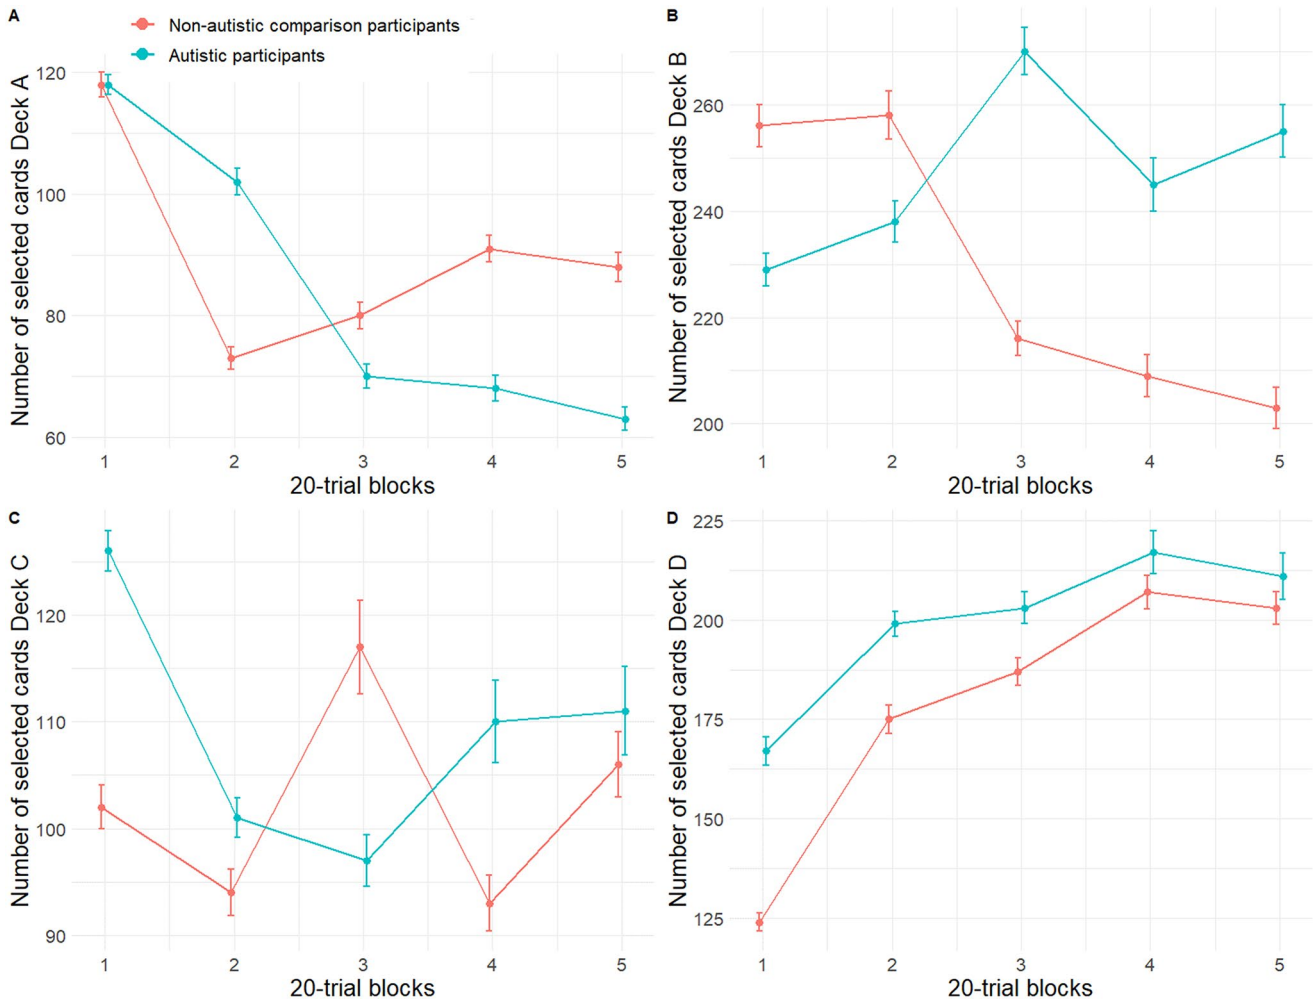 A
Non-autistic comparison participants
Autistic participants
Number of selected cards Deck A
120
100
80
60
1 2 3 4 5
20-trial blocks
B
Number of selected cards Deck B
260
240
220
200
1 2 3 4 5
20-trial blocks
C
Number of selected cards Deck C
120
110
100
90
1 2 3 4 5
20-trial blocks
D
Number of selected cards Deck D
225
200
175
150
125
1 2 3 4 5
20-trial blocks